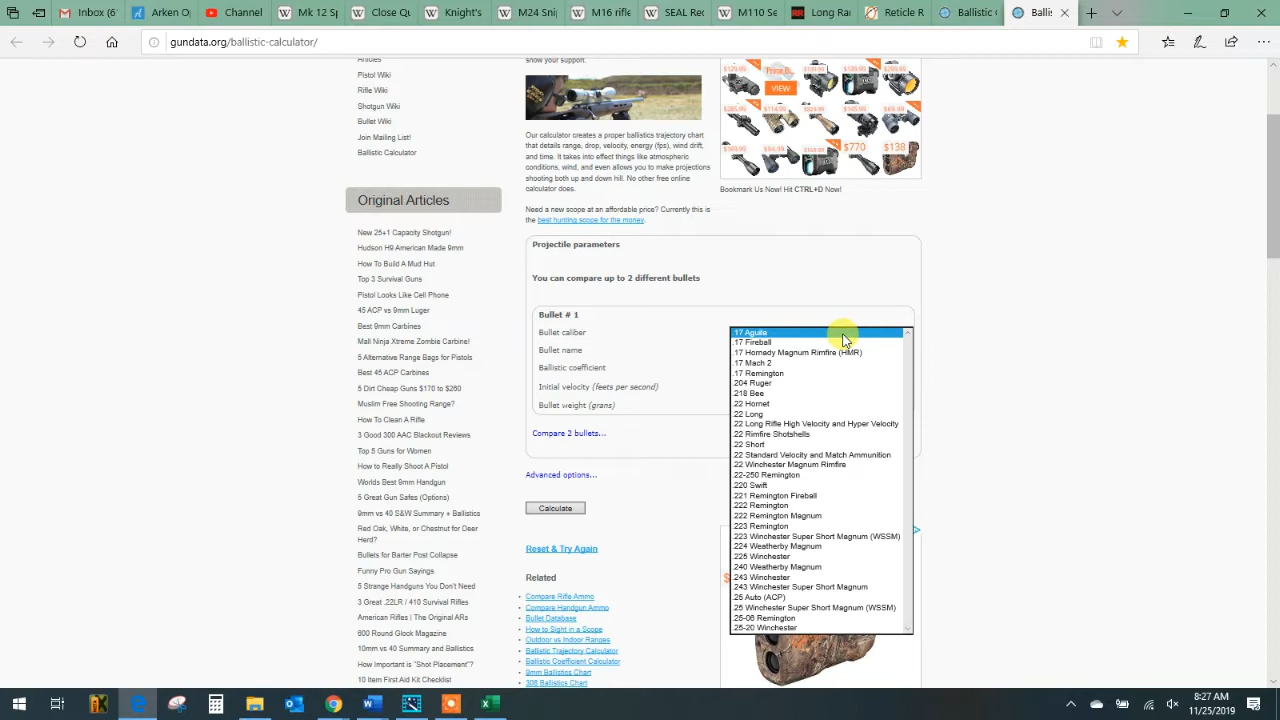 Inbox
Arken O
Channel
Mk 12 S
Close Q
Knight's
M24 Sni
M16 rifle
SEAL Re
M110 Se
Long Ra
Remingt
Ballistic
Ballis
gundata.org/ballistic-calculator/
Articles
Pistol Wiki
Rifle Wiki
Shotgun Wiki
Bullet Wiki
Join Mailing List!
Ballistic Calculator
Original Articles
New 25+1 Capacity Shotgun!
Hudson H9 American Made 9mm
How To Build A Mud Hut
Top 3 Survival Guns
Pistol Looks Like Cell Phone
45 ACP vs 9mm Luger
Best 9mm Carbines
Mall Ninja Xtreme Zombie Carbine!
5 Alternative Range Bags for Pistols
Best 45 ACP Carbines
5 Dirt Cheap Guns $170 to $260
Muslim Free Shooting Range?
How To Clean A Rifle
3 Good 300 AAC Blackout Reviews
Top 5 Guns for Women
How to Really Shoot A Pistol
Worlds Best 9mm Handgun
5 Great Gun Safes (Options)
9mm vs 40 S&W Summary + Ballistics
Red Oak, White, or Chestnut for Deer
Herd?
Bullets for Barter Post Collapse
Funny Pro Gun Sayings
5 Strange Handguns You Don't Need
3 Great .22LR / 410 Survival Rifles
American Rifles | The Original ARs
600 Round Glock Magazine
10mm vs 40 Summary and Ballistics
How Important is "Shot Placement"?
10 Item First Aid Kit Checklist
show your support.
Our calculator creates a proper ballistics trajectory chart
that details range, drop, velocity, energy (fps), wind drift,
and time. It takes into effect things like atmospheric
conditions, wind, and even allows you to make projections
shooting both up and down hill. No other free online
calculator does.
Need a new scope at an affordable price? Currently this is
the best hunting scope for the money.
$129.99
VIEW
$770
$138
Bookmark Us Now! Hit CTRL+D Now!
Projectile parameters
You can compare up to 2 different bullets
Bullet # 1
Bullet caliber
Bullet name
Ballistic coefficient
Initial velocity (feets per second)
Bullet weight (grans)
Compare 2 bullets...
Advanced options...
Calculate
Reset & Try Again
Related
Compare Rifle Ammo
Compare Handgun Ammo
Bullet Database
How to Sight in a Scope
Outdoor vs Indoor Ranges
Ballistic Trajectory Calculator
Ballistic Coefficient Calculator
9mm Ballistics Chart
308 Ballistics Chart
.17 Aguila
.17 Fireball
.17 Hornady Magnum Rimfire (HMR)
.17 Mach 2
.17 Remington
.204 Ruger
.218 Bee
.22 Hornet
.22 Long
.22 Long Rifle High Velocity and Hyper Velocity
.22 Rimfire Shotshells
.22 Short
.22 Standard Velocity and Match Ammunition
.22 Winchester Magnum Rimfire
.22-250 Remington
.220 Swift
.221 Remington Fireball
.222 Remington
.222 Remington Magnum
.223 Remington
.223 Winchester Super Short Magnum (WSSM)
.224 Weatherby Magnum
.225 Winchester
.240 Weatherby Magnum
.243 Winchester
.243 Winchester Super Short Magnum
.25 Auto (ACP)
.25 Winchester Super Short Magnum (WSSM)
.25-06 Remington
.25-20 Winchester
8:27 AM
11/25/2019